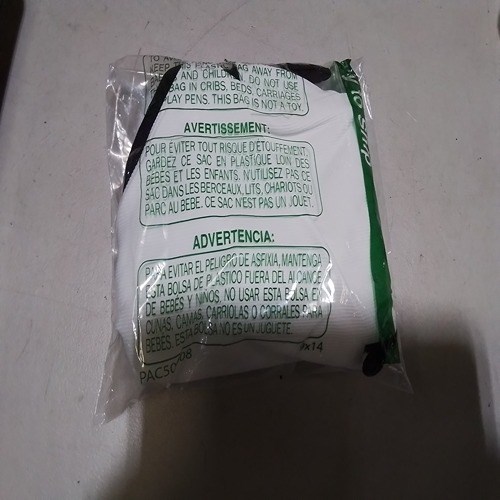 TO
KEEP THIS PLASTIC BAG AWAY FROM
AND CHILDREN. DO NOT USE
BAG IN CRIBS, BEDS, CARRIAGES
PLAY PENS. THIS BAG IS NOT A TOY.
AVERTISSEMENT:
POUR ÉVITER TOUT RISQUE D'ÉTOUFFEMENT,
GARDEZ CE SAC EN PLASTIQUE LOIN DES
BEBES ET LES ENFANTS. N'UTILISEZ PAS CE
SAC DANS LES BERCEAUX, LITS, CHARIOTS OU
PARC AU BEBE. CE SAC N'EST PAS UN JOUET.
ADVERTENCIA:
PARA EVITAR EL PELIGRO DE ASFIXIA, MANTENGA
ESTA BOLSA DE PLASTICO FUERA DEL ALCANCE
DE BEBÉS Y NIÑOS. NO USAR ESTA BOLSA EN
CUNAS, CAMAS, CARRIOLAS O CORRALES PARA
BEBES. ESTA BOLSA NO ES UN JUGUETE.
x14